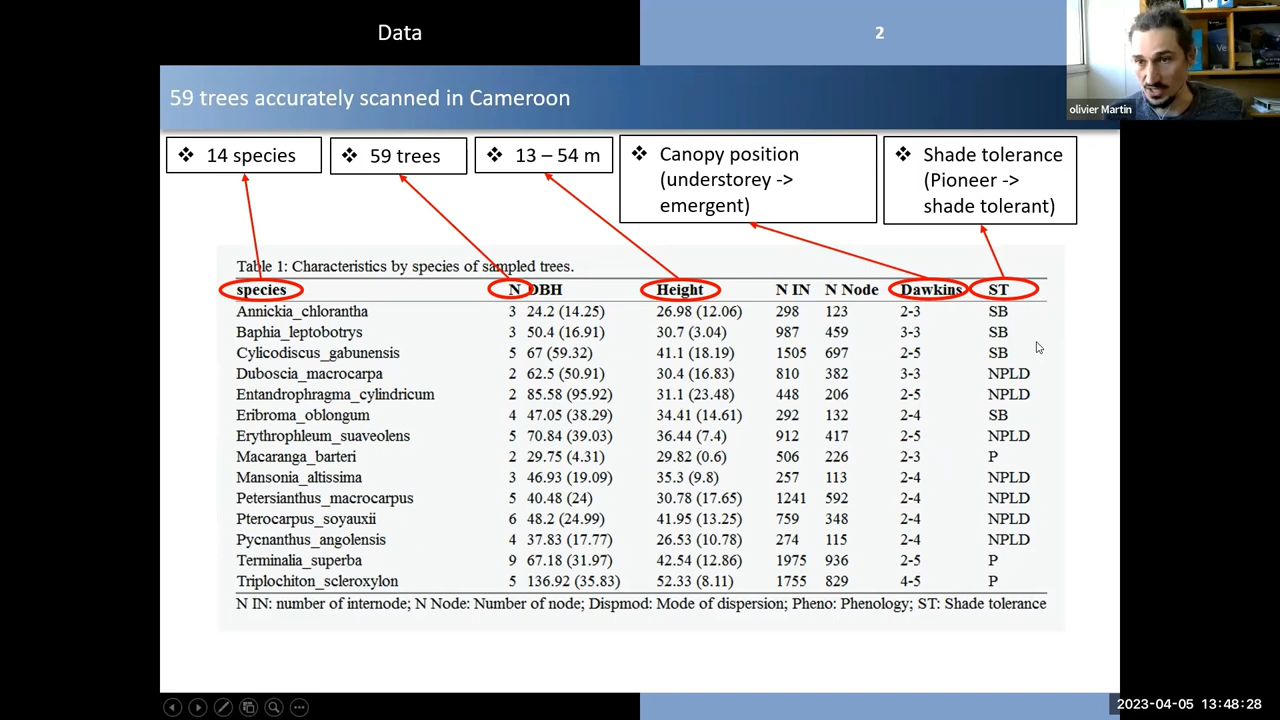 Data
2
olivier Martin
59 trees accurately scanned in Cameroon
❖ 14 species
❖ 59 trees
❖ 13 – 54 m
❖ Canopy position
(understorey ->
emergent)
❖ Shade tolerance
(Pioneer ->
shade tolerant)
Table 1: Characteristics by species of sampled trees.
species N DBH Height N IN N Node Dawkins ST
Annickia_chlorantha 3 24.2 (14.25) 26.98 (12.06) 298 123 2-3 SB
Baphia_leptobotrys 3 50.4 (16.91) 30.7 (3.04) 987 459 3-3 SB
Cylicodiscus_gabunensis 5 67 (59.32) 41.1 (18.19) 1505 697 2-5 SB
Duboscia_macrocarpa 2 62.5 (50.91) 30.4 (16.83) 810 382 3-3 NPLD
Entandrophragma_cylindricum 2 85.58 (95.92) 31.1 (23.48) 448 206 2-5 NPLD
Eribroma_oblongum 4 47.05 (38.29) 34.41 (14.61) 292 132 2-4 SB
Erythrophleum_suaveolens 5 70.84 (39.03) 36.44 (7.4) 912 417 2-5 NPLD
Macaranga_barteri 2 29.75 (4.31) 29.82 (0.6) 506 226 2-3 P
Mansonia_altissima 3 46.93 (19.09) 35.3 (9.8) 257 113 2-4 NPLD
Petersianthus_macrocarpus 5 40.48 (24) 30.78 (17.65) 1241 592 2-4 NPLD
Pterocarpus_soyauxii 6 48.2 (24.99) 41.95 (13.25) 759 348 2-4 NPLD
Pycnanthus_angolensis 4 37.83 (17.77) 26.53 (10.78) 274 115 2-4 NPLD
Terminalia_superba 9 67.18 (31.97) 42.54 (12.86) 1975 936 2-5 P
Triplochiton_scleroxylon 5 136.92 (35.83) 52.33 (8.11) 1755 829 4-5 P
N IN: number of internode; N Node: Number of node; Dispmod: Mode of dispersion; Pheno: Phenology; ST: Shade tolerance
2023-04-05 13:48:28